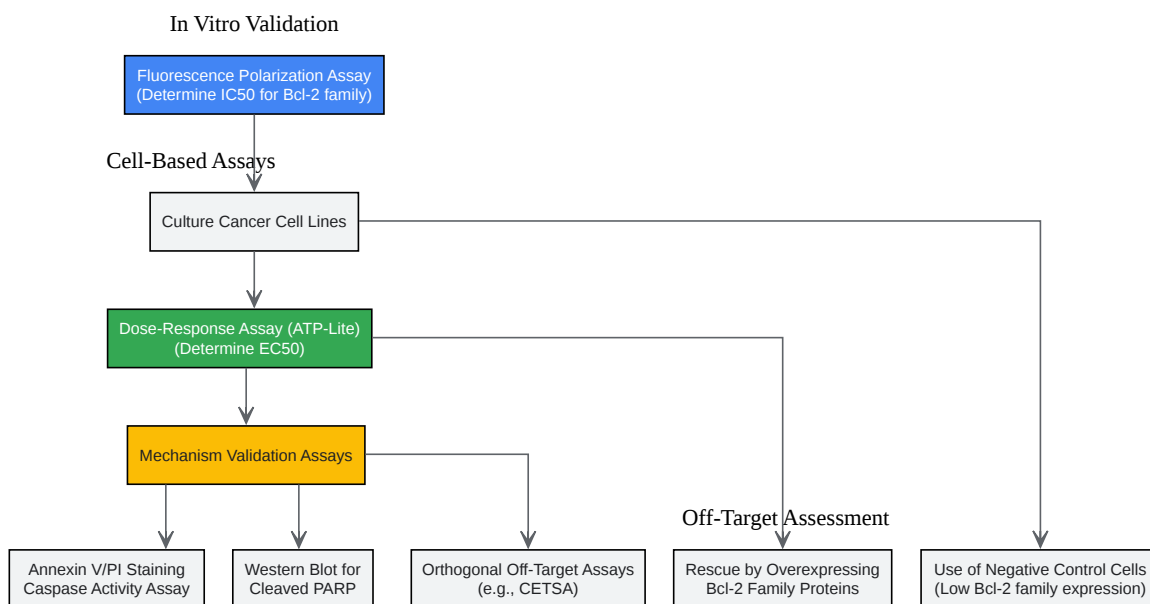 In Vitro Validation
Fluorescence Polarization Assay
(Determine IC50 for Bcl-2 family)
Cell-Based Assays
Culture Cancer Cell Lines
Dose-Response Assay (ATP-Lite)
(Determine EC50)
Mechanism Validation Assays
Off-Target Assessment
Annexin V/PI Staining
Caspase Activity Assay
Western Blot for
Cleaved PARP
Orthogonal Off-Target Assays
(e.g., CETSA)
Rescue by Overexpressing
Bcl-2 Family Proteins
Use of Negative Control Cells
(Low Bcl-2 family expression)